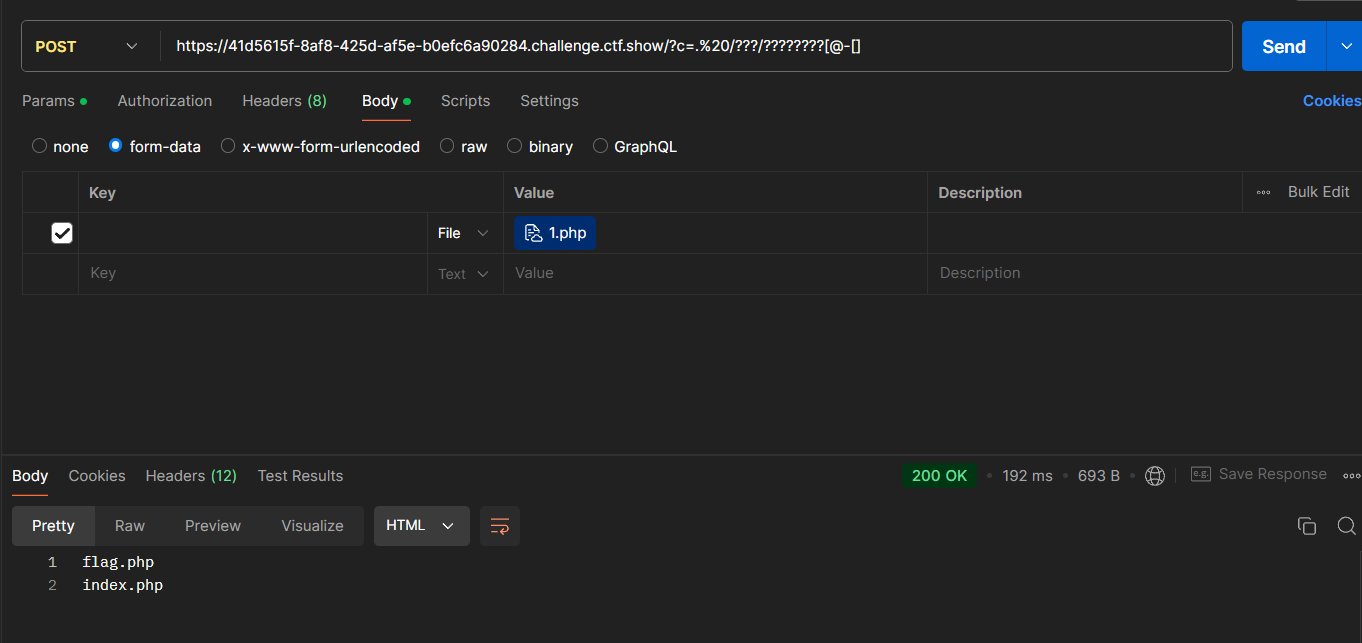 POST https://41d5615f-8af8-425d-af5e-b0efc6a90284.challenge.ctf.show/?c=.%20/???/????????[@-[] Send
Params Authorization Headers (8) Body Scripts Settings Cookies
none form-data x-www-form-urlencoded raw binary GraphQL
Key Value Description Bulk Edit
File 1.php
Key Text Value Description
Body Cookies Headers (12) Test Results 200 OK 192 ms 693 B e.g. Save Response
Pretty Raw Preview Visualize HTML
1 flag.php
2 index.php